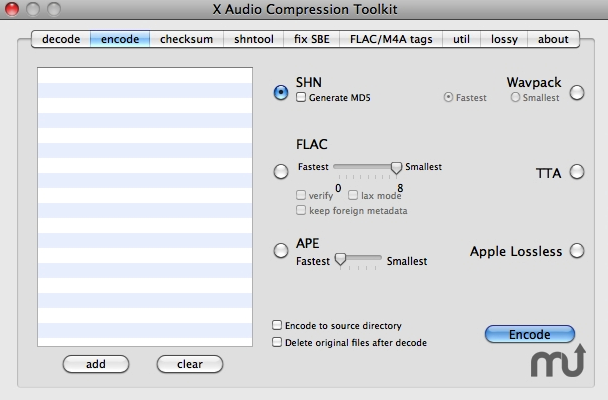 X Audio Compression Toolkit
decode encode checksum shntool fix SBE FLAC/M4A tags util lossy about
SHN
Generate MD5
Wavpack
Fastest Smallest
FLAC
Fastest Smallest
0 8
verify lax mode
keep foreign metadata
TTA
APE
Fastest Smallest
Apple Lossless
Encode to source directory
Delete original files after decode
Encode
add clear
mu